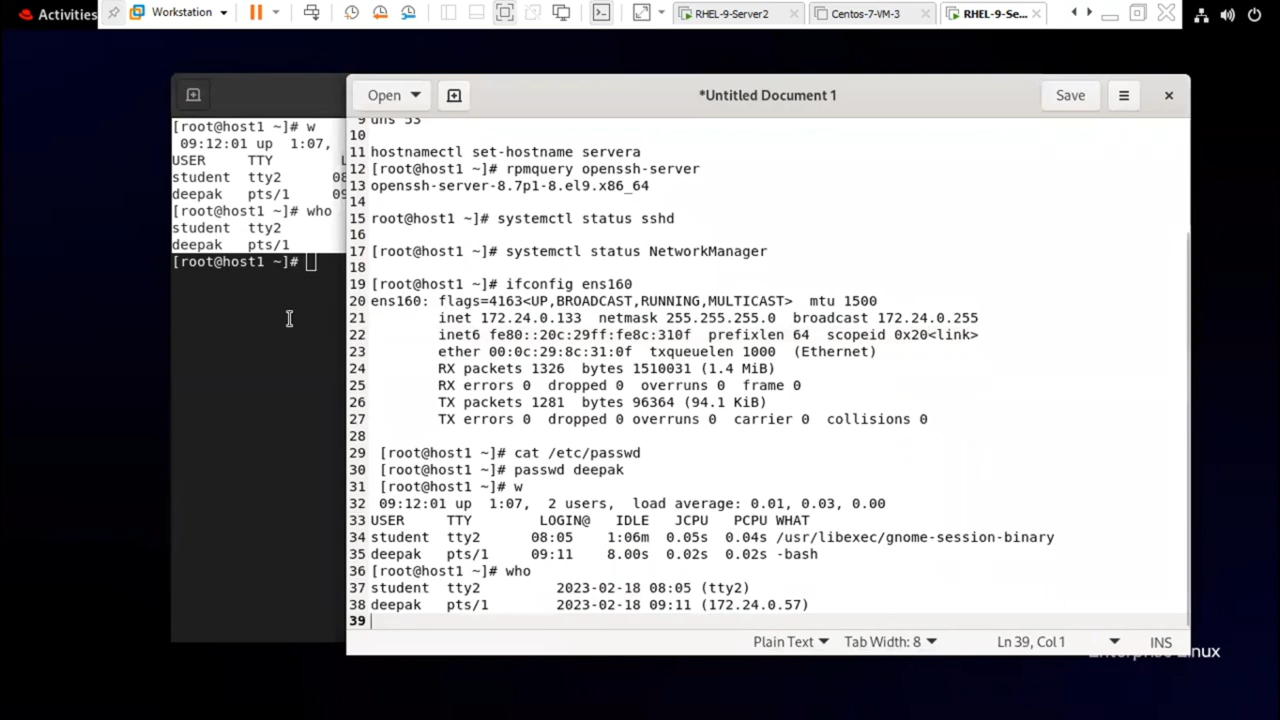 Activities
Workstation
RHEL-9-Server2
Centos-7-VM-3
RHEL-9-Se...
[root@host1 ~]# w
09:12:01 up 1:07,
USER TTY
student tty2 08
deepak pts/1 09
[root@host1 ~]# who
student tty2
deepak pts/1
[root@host1 ~]#
Open
*Untitled Document 1
Save
9 dns 53
10
11 hostnamectl set-hostname servera
12 [root@host1 ~]# rpmquery openssh-server
13 openssh-server-8.7p1-8.el9.x86_64
14
15 root@host1 ~]# systemctl status sshd
16
17 [root@host1 ~]# systemctl status NetworkManager
18
19 [root@host1 ~]# ifconfig ens160
20 ens160: flags=4163<UP,BROADCAST,RUNNING,MULTICAST> mtu 1500
21 inet 172.24.0.133 netmask 255.255.255.0 broadcast 172.24.0.255
22 inet6 fe80::20c:29ff:fe8c:310f prefixlen 64 scopeid 0x20<link>
23 ether 00:0c:29:8c:31:0f txqueuelen 1000 (Ethernet)
24 RX packets 1326 bytes 1510031 (1.4 MiB)
25 RX errors 0 dropped 0 overruns 0 frame 0
26 TX packets 1281 bytes 96364 (94.1 KiB)
27 TX errors 0 dropped 0 overruns 0 carrier 0 collisions 0
28
29 [root@host1 ~]# cat /etc/passwd
30 [root@host1 ~]# passwd deepak
31 [root@host1 ~]# w
32 09:12:01 up 1:07, 2 users, load average: 0.01, 0.03, 0.00
33 USER TTY LOGIN@ IDLE JCPU PCPU WHAT
34 student tty2 08:05 1:06m 0.05s 0.04s /usr/libexec/gnome-session-binary
35 deepak pts/1 09:11 8.00s 0.02s 0.02s -bash
36 [root@host1 ~]# who
37 student tty2 2023-02-18 08:05 (tty2)
38 deepak pts/1 2023-02-18 09:11 (172.24.0.57)
39
Plain Text
Tab Width: 8
Ln 39, Col 1
INS
Enterprise Linux